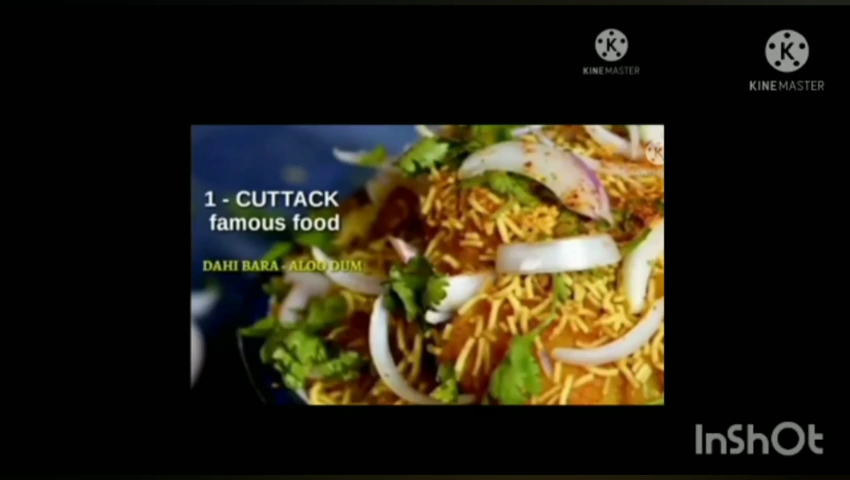 K
KINEMASTER
K
KINEMASTER
1 - CUTTACK
famous food
DAHI BARA - ALOO DUM
K
InShOt